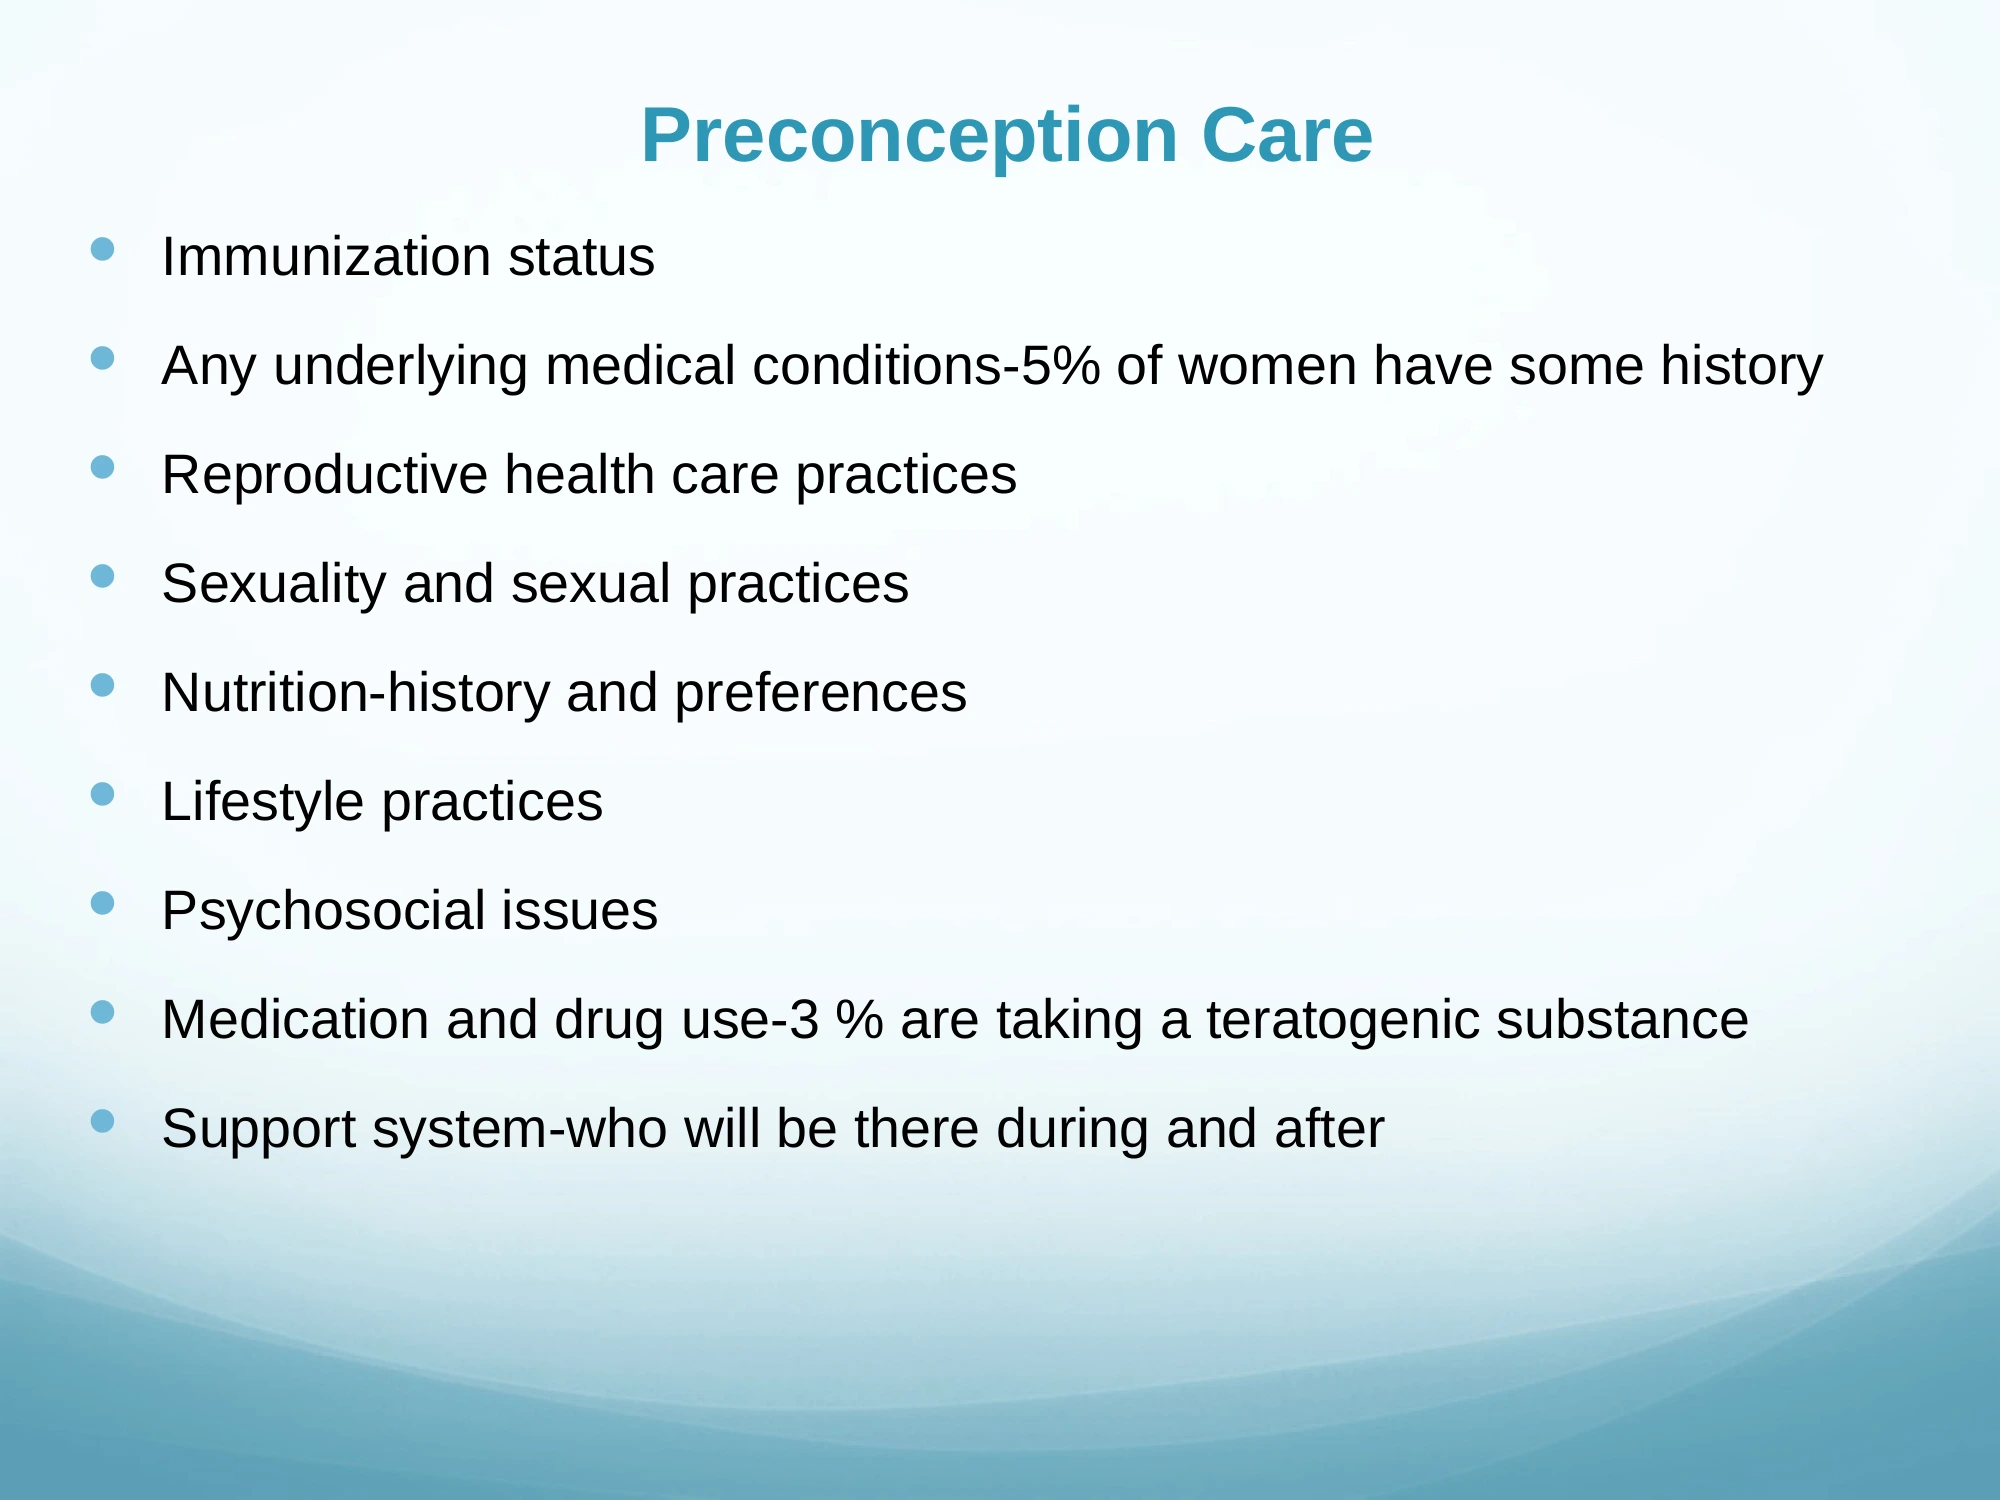 Preconception Care
• Immunization status
• Any underlying medical conditions-5% of women have some history
• Reproductive health care practices
• Sexuality and sexual practices
• Nutrition-history and preferences
• Lifestyle practices
• Psychosocial issues
• Medication and drug use-3 % are taking a teratogenic substance
• Support system-who will be there during and after